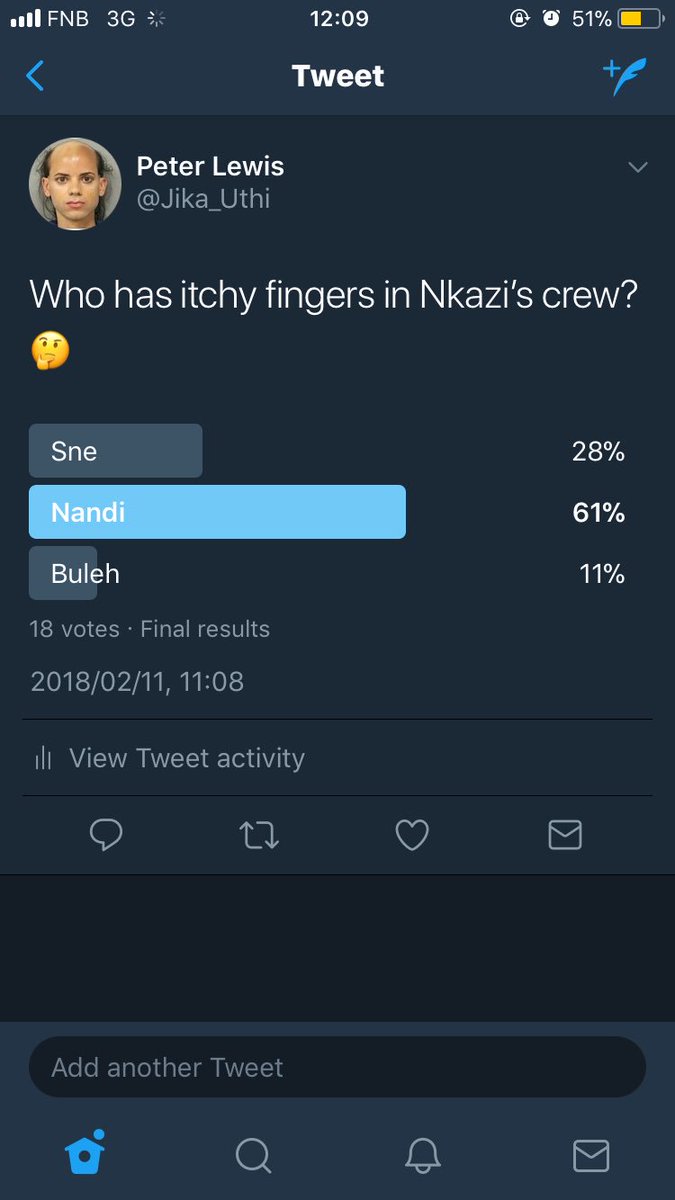 FNB 3G 12:09 51%
Tweet
Peter Lewis
@Jika_Uthi
Who has itchy fingers in Nkazi's crew?
🤔
Sne 28%
Nandi 61%
Buleh 11%
18 votes · Final results
2018/02/11, 11:08
View Tweet activity
Add another Tweet